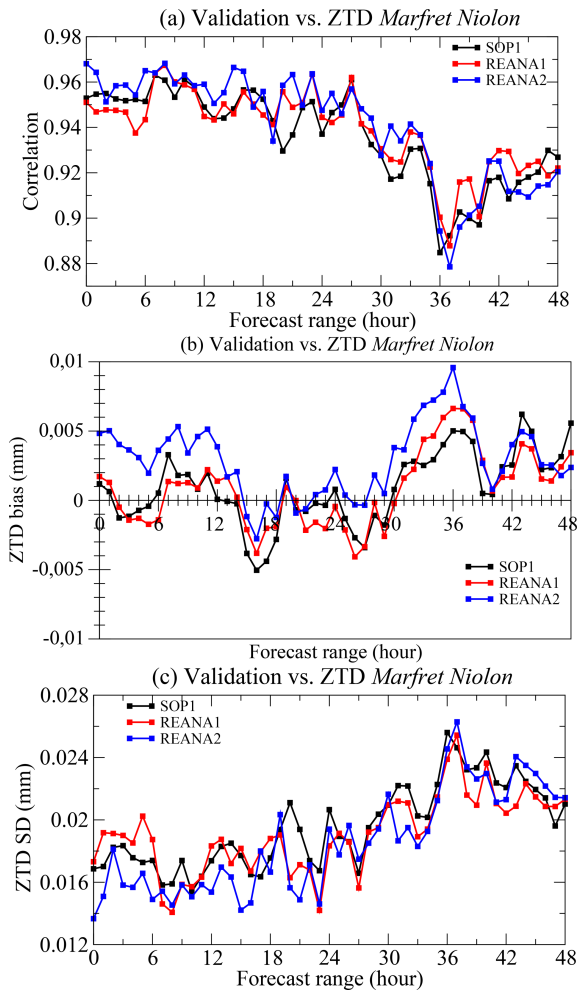 (a) Validation vs. ZTD Marfret Niolon
0.98
0.96
0.94
0.92
0.9
0.88
Correlation
SOP1
REANA1
REANA2
0 6 12 18 24 30 36 42 48
Forecast range (hour)
(b) Validation vs. ZTD Marfret Niolon
0,01
0,005
0
-0,005
-0,01
ZTD bias (mm)
0 6 12 18 24 30 36 42 48
SOP1
REANA1
REANA2
Forecast range (hour)
(c) Validation vs. ZTD Marfret Niolon
0.028
0.024
0.02
0.016
0.012
ZTD SD (mm)
SOP1
REANA1
REANA2
0 6 12 18 24 30 36 42 48
Forecast range (hour)